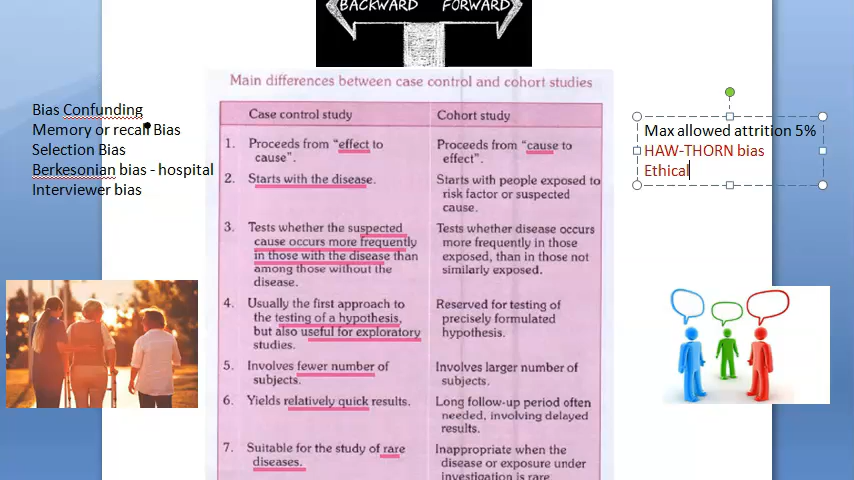 BACKWARD FORWARD
Main differences between case control and cohort studies
Bias Confunding
Memory or recall Bias
Selection Bias
Berkesonian bias - hospital
Interviewer bias
Case control study
Cohort study
1. Proceeds from "effect to
cause".
Proceeds from "cause to
effect".
2. Starts with the disease.
Starts with people exposed to
risk factor or suspected
cause.
3. Tests whether the suspected
cause occurs more frequently
in those with the disease than
among those without the
disease.
Tests whether disease occurs
more frequently in those
exposed, than in those not
similarly exposed.
4. Usually the first approach to
the testing of a hypothesis,
but also useful for exploratory
studies.
Reserved for testing of
precisely formulated
hypothesis.
5. Involves fewer number of
subjects.
Involves larger number of
subjects.
6. Yields relatively quick results.
Long follow-up period often
needed, involving delayed
results.
7. Suitable for the study of rare
diseases.
Inappropriate when the
disease or exposure under
investigation is rare
Max allowed attrition 5%
HAW-THORN bias
Ethical